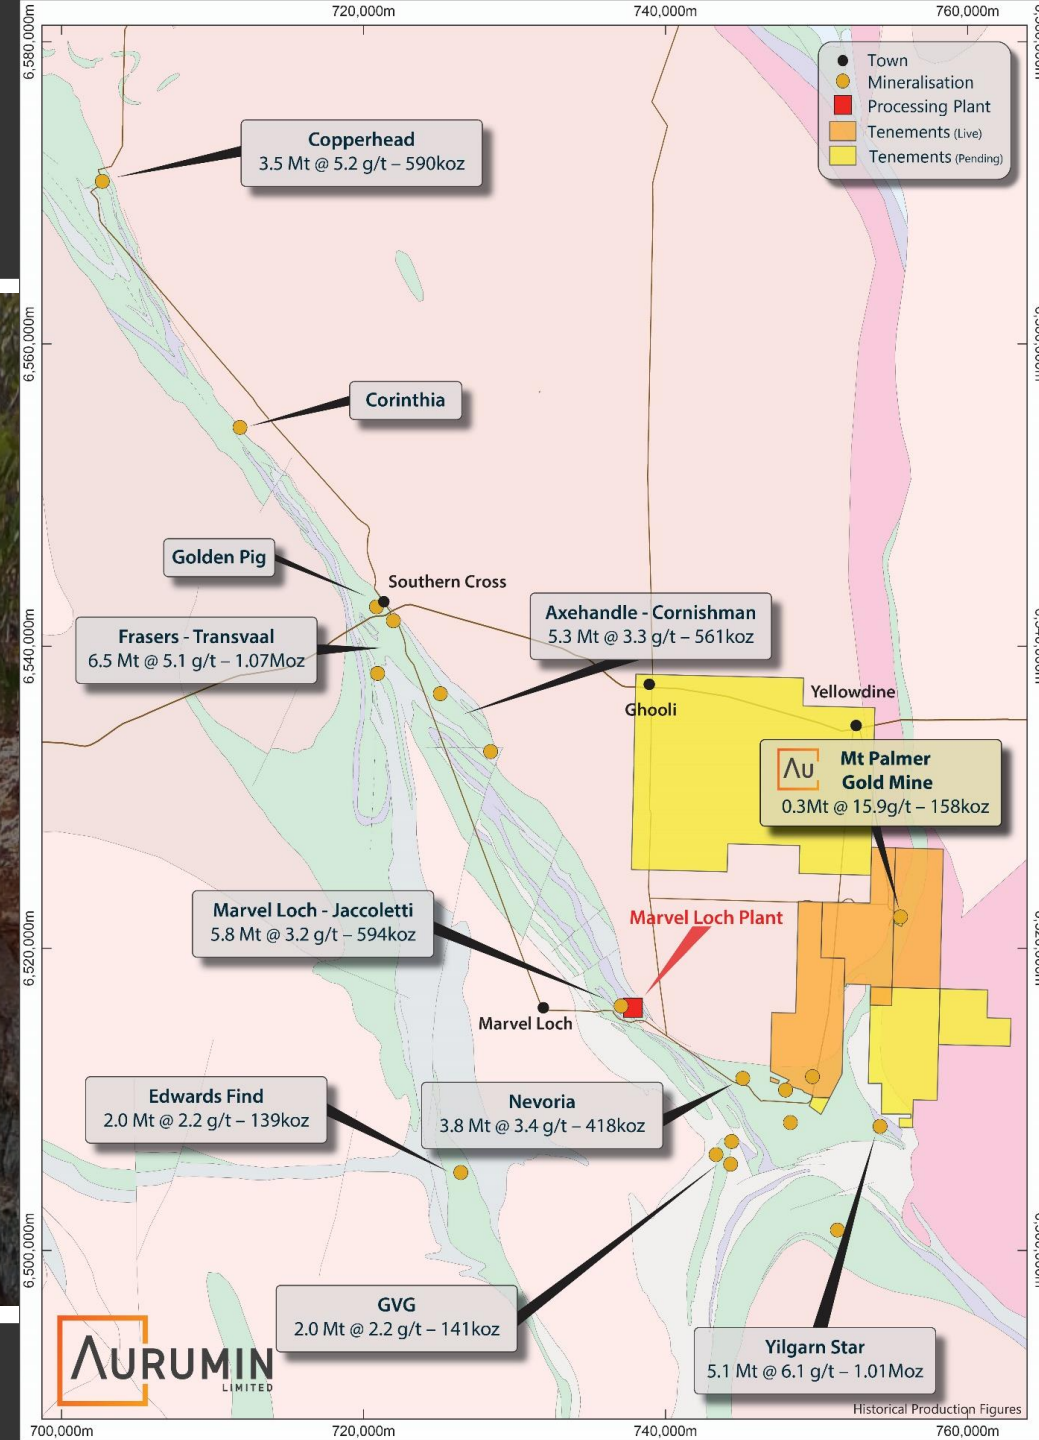 720,000m
740,000m
760,000m
6,580,000m
Town
Mineralisation
Processing Plant
Tenements (Live)
Tenements (Pending)
Copperhead
3.5 Mt @ 5.2 g/t – 590koz
6,560,000m
Corinthia
Golden Pig
Southern Cross
Axehandle - Cornishman
5.3 Mt @ 3.3 g/t – 561koz
Frasers - Transvaal
6.5 Mt @ 5.1 g/t – 1.07Moz
6,540,000m
Ghooli
Yellowdine
Au
Mt Palmer
Gold Mine
0.3Mt @ 15.9g/t – 158koz
Marvel Loch - Jaccoletti
5.8 Mt @ 3.2 g/t – 594koz
Marvel Loch Plant
6,520,000m
Marvel Loch
Edwards Find
2.0 Mt @ 2.2 g/t – 139koz
Nevoria
3.8 Mt @ 3.4 g/t – 418koz
6,500,000m
GVG
2.0 Mt @ 2.2 g/t – 141koz
Yilgarn Star
5.1 Mt @ 6.1 g/t – 1.01Moz
AURUMIN
LIMITED
Historical Production Figures
700,000m
720,000m
740,000m
760,000m